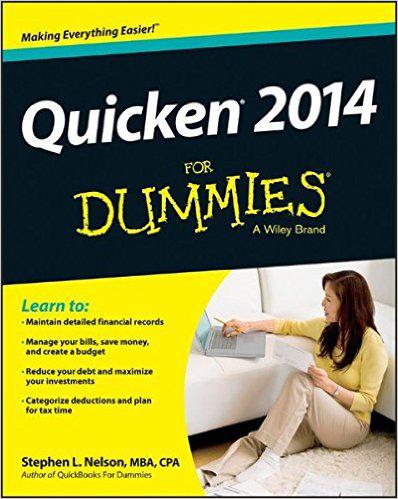 Making Everything Easier!™
Quicken® 2014
FOR
DUMMIES®
A Wiley Brand
Learn to:
• Maintain detailed financial records
• Manage your bills, save money,
and create a budget
• Reduce your debt and maximize
your investments
• Categorize deductions and plan
for tax time
Stephen L. Nelson, MBA, CPA
Author of QuickBooks For Dummies